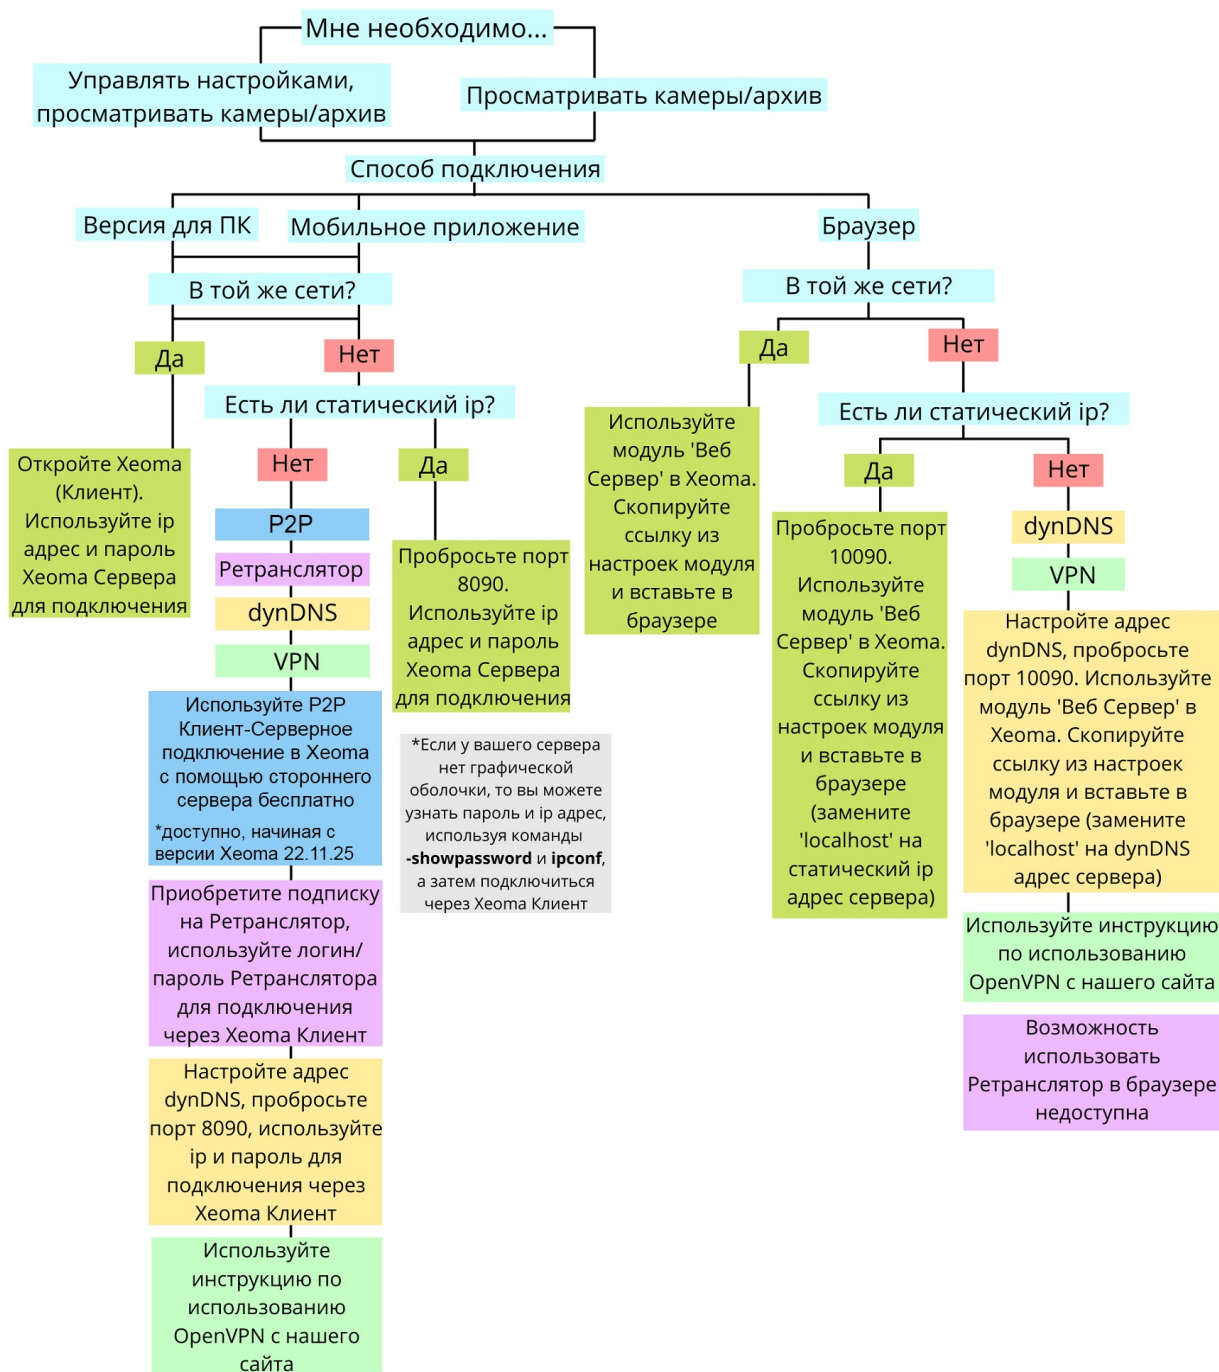 Мне необходимо...
Управлять настройками,
просматривать камеры/архив
Просматривать камеры/архив
Способ подключения
Версия для ПК
Мобильное приложение
Браузер
В той же сети?
Да
Нет
Откройте Xeoma
(Клиент).
Используйте ip
адрес и пароль
Xeoma Сервера
для подключения
Есть ли статический ip?
Нет
Да
P2P
Ретранслятор
dynDNS
VPN
Используйте P2P
Клиент-Серверное
подключение в Xeoma
с помощью стороннего
сервера бесплатно
*доступно, начиная с
версии Xeoma 22.11.25
Приобретите подписку
на Ретранслятор,
используйте логин/
пароль Ретранслятора
для подключения
через Xeoma Клиент
Настройте адрес
dynDNS, пробросьте
порт 8090, используйте
ip и пароль для
подключения через
Xeoma Клиент
Используйте
инструкцию по
использованию
OpenVPN с нашего
сайта
Пробросьте порт
8090.
Используйте ip
адрес и пароль
Xeoma Сервера
для подключения
*Если у вашего сервера
нет графической
оболочки, то вы можете
узнать пароль и ip адрес,
используя команды
-showpassword и ipconf,
а затем подключиться
через Xeoma Клиент
В той же сети?
Да
Нет
Используйте
модуль 'Веб
Сервер' в Xeoma.
Скопируйте
ссылку из
настроек модуля
и вставьте в
браузере
Есть ли статический ip?
Да
Нет
Пробросьте порт
10090.
Используйте
модуль 'Веб
Сервер' в Xeoma.
Скопируйте
ссылку из
настроек модуля
и вставьте в
браузере
(замените
'localhost' на
статический ip
адрес сервера)
dynDNS
VPN
Настройте адрес
dynDNS, пробросьте
порт 10090. Используйте
модуль 'Веб Сервер' в
Xeoma. Скопируйте
ссылку из настроек
модуля и вставьте в
браузере (замените
'localhost' на dynDNS
адрес сервера)
Используйте инструкцию
по использованию
OpenVPN с нашего сайта
Возможность
использовать
Ретранслятор в браузере
недоступна